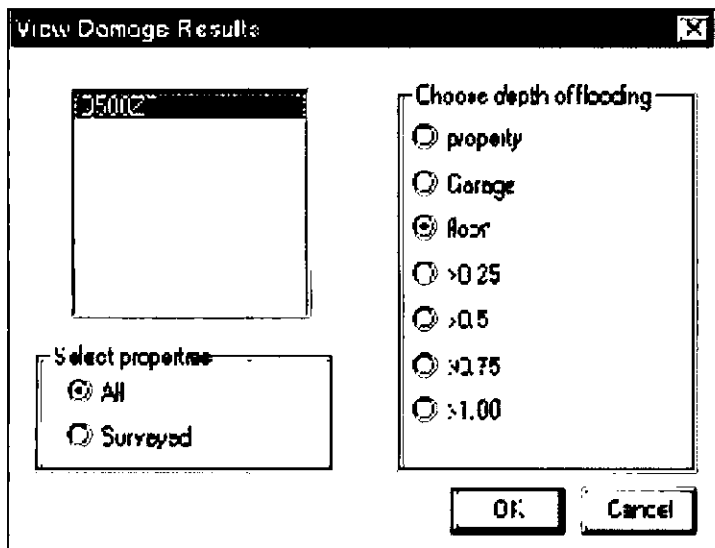 View Damage Results
Choose depth of flooding
property
Garage
floor
>0.25
>0.5
>0.75
>1.00
Select properties
All
Surveyed
OK
Cancel